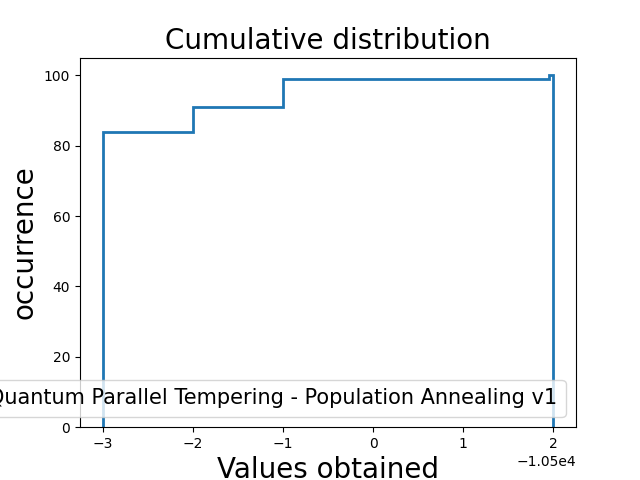 Cumulative distribution
occurrence
100
80
60
40
20
0
Quantum Parallel Tempering - Population Annealing v1
−3 −2 −1 0 1 2
−1.05e4
Values obtained